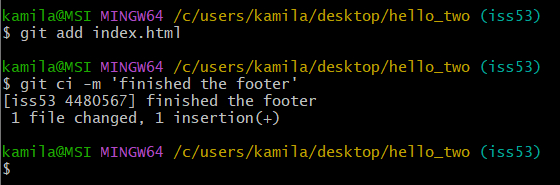 kamila@MSI MINGW64 /c/users/kamila/desktop/hello_two (iss53)
$ git add index.html
kamila@MSI MINGW64 /c/users/kamila/desktop/hello_two (iss53)
$ git ci -m 'finished the footer'
[iss53 4480567] finished the footer
 1 file changed, 1 insertion(+)
kamila@MSI MINGW64 /c/users/kamila/desktop/hello_two (iss53)
$